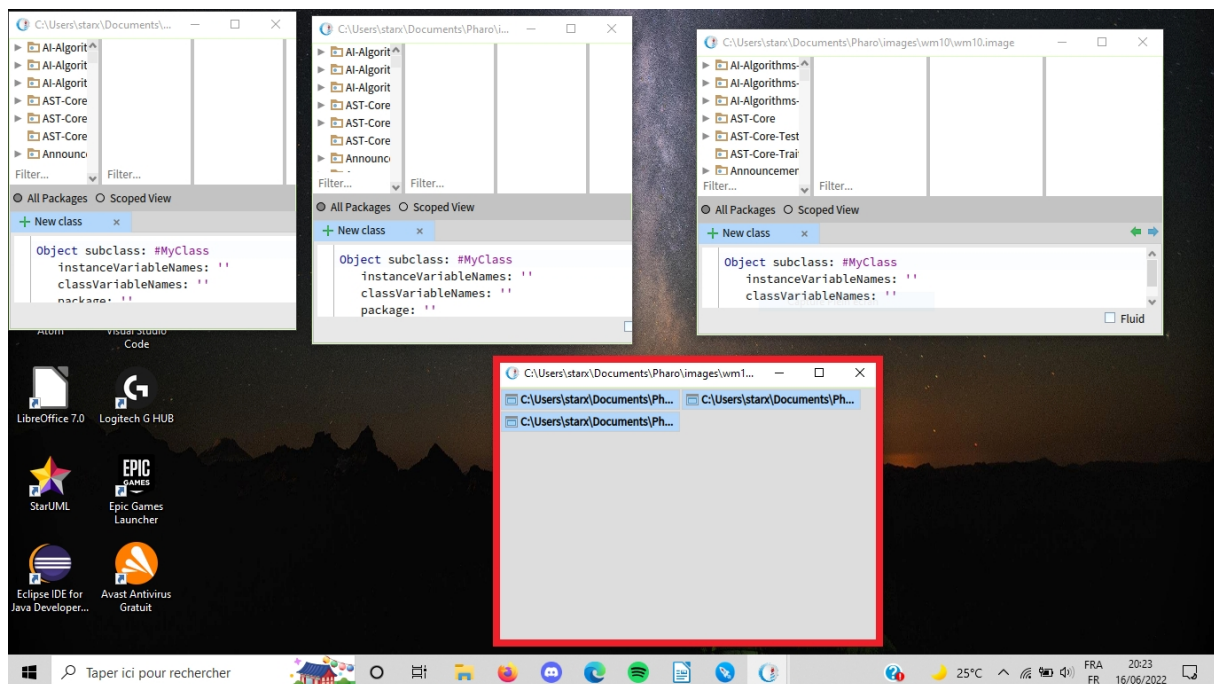 C:\Users\starx\Documents\...
AI-Algorit
AI-Algorit
AI-Algorit
AST-Core
AST-Core
AST-Core
Announc
Filter...
Filter...
All Packages
Scoped View
New class
Object subclass: #MyClass
instanceVariableNames: ''
classVariableNames: ''
package: ''
C:\Users\starx\Documents\Pharo\i...
AI-Algorit
AI-Algorit
AI-Algorit
AST-Core
AST-Core
AST-Core
Announc
Filter...
Filter...
All Packages
Scoped View
New class
Object subclass: #MyClass
instanceVariableNames: ''
classVariableNames: ''
package: ''
C:\Users\starx\Documents\Pharo\images\wm10\wm10.image
AI-Algorithms-
AI-Algorithms-
AI-Algorithms-
AST-Core
AST-Core-Test
AST-Core-Trai
Announcemen
Filter...
Filter...
All Packages
Scoped View
New class
Object subclass: #MyClass
instanceVariableNames: ''
classVariableNames: ''
Fluid
Atom
Visual Studio
Code
LibreOffice 7.0
Logitech G HUB
StarUML
EPIC
GAMES
Epic Games
Launcher
Eclipse IDE for
Java Developer...
Avast Antivirus
Gratuit
C:\Users\starx\Documents\Pharo\images\wm1...
C:\Users\starx\Documents\Ph...
C:\Users\starx\Documents\Ph...
C:\Users\starx\Documents\Ph...
Taper ici pour rechercher
25°C
FRA
FR
20:23
16/06/2022